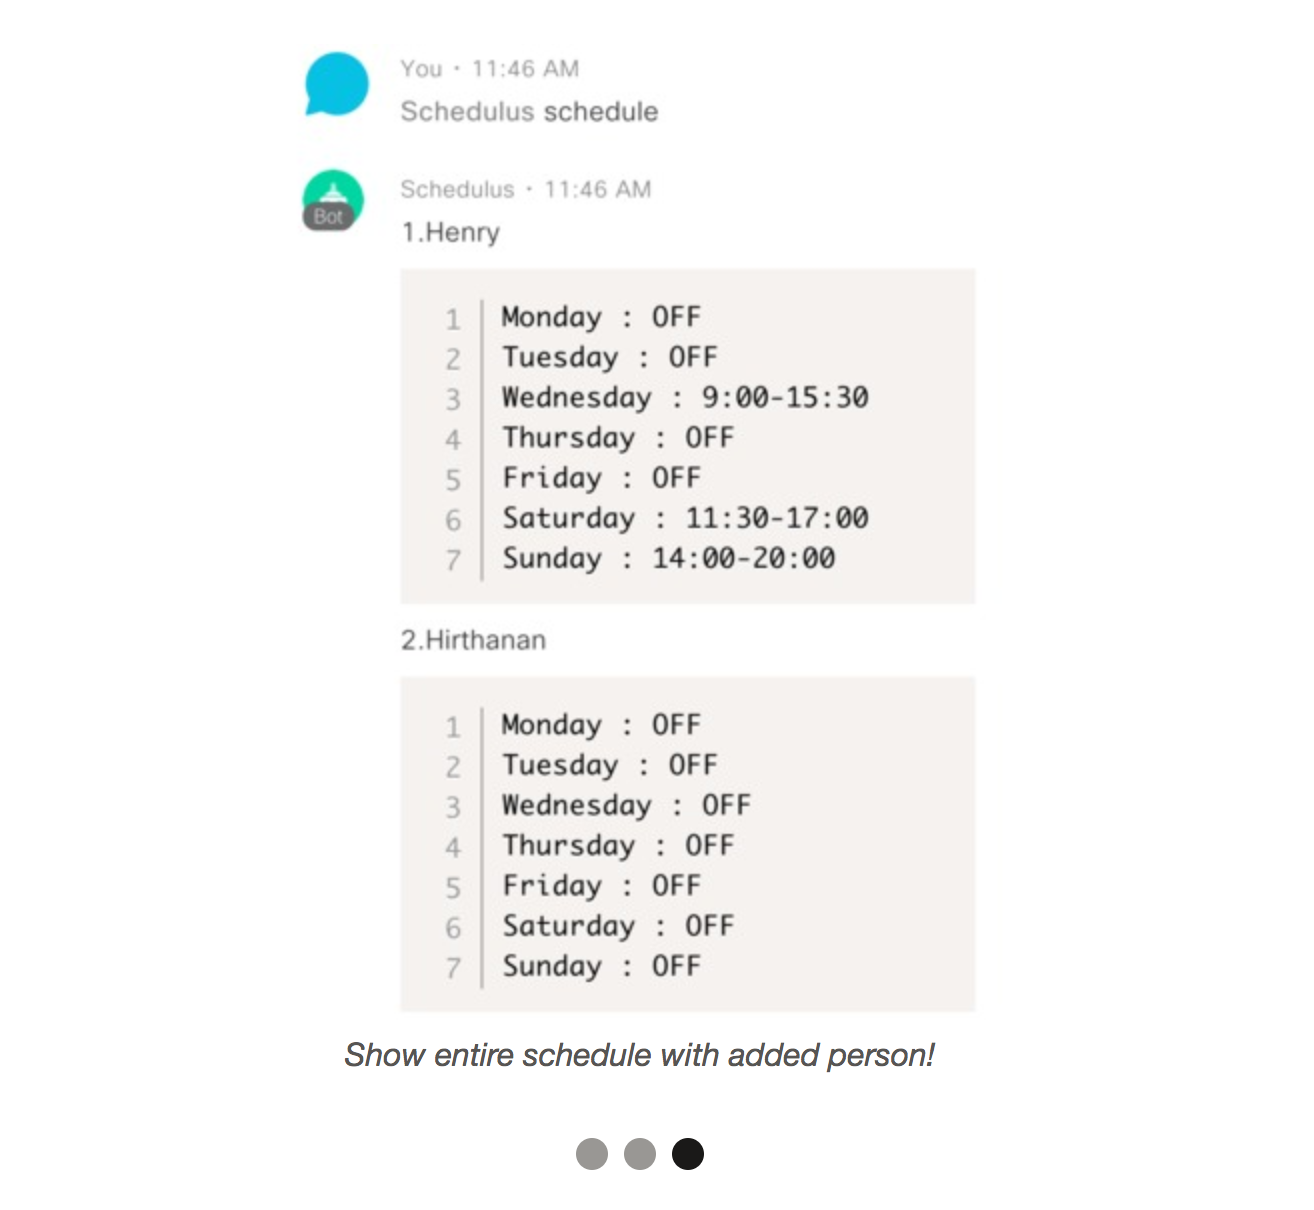 You · 11:46 AM
Schedulus schedule
Schedulus · 11:46 AM
Bot
1.Henry
1 Monday : OFF
2 Tuesday : OFF
3 Wednesday : 9:00-15:30
4 Thursday : OFF
5 Friday : OFF
6 Saturday : 11:30-17:00
7 Sunday : 14:00-20:00
2.Hirthanan
1 Monday : OFF
2 Tuesday : OFF
3 Wednesday : OFF
4 Thursday : OFF
5 Friday : OFF
6 Saturday : OFF
7 Sunday : OFF
Show entire schedule with added person!